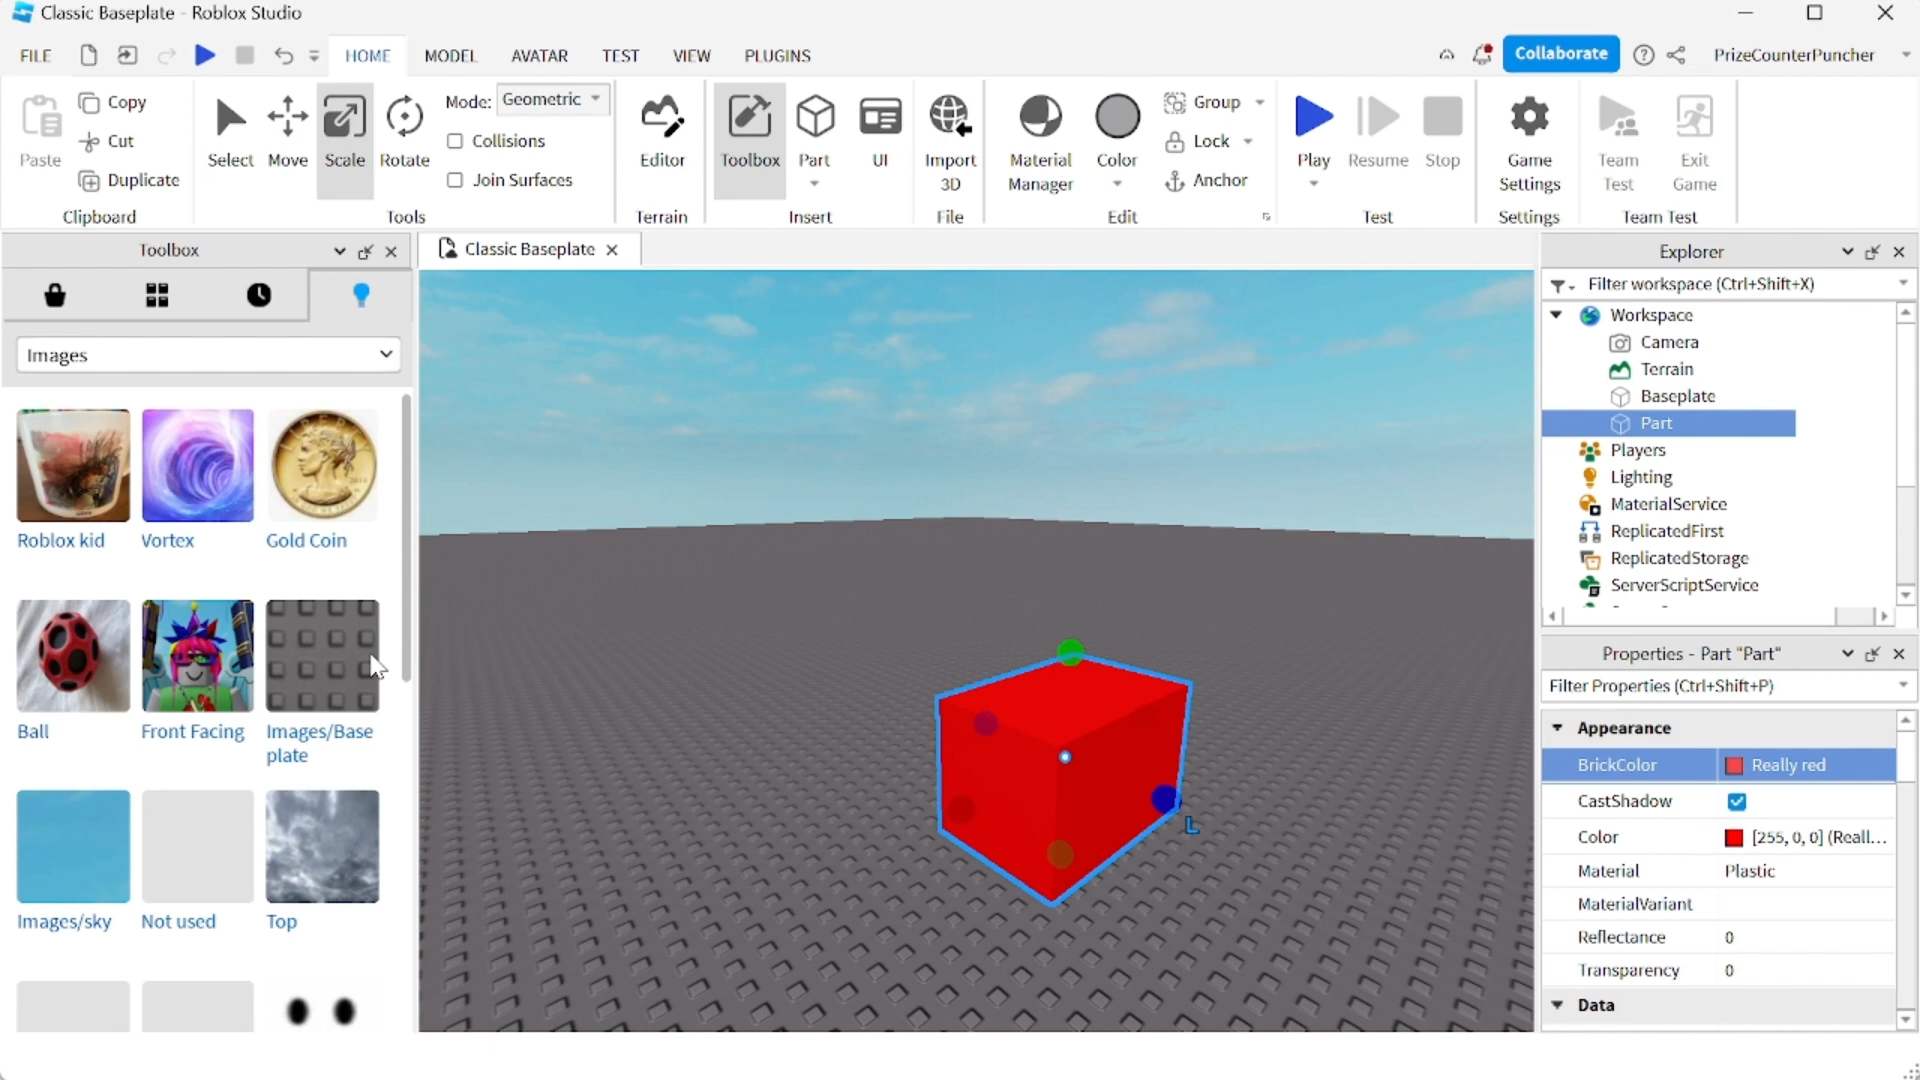 Classic Baseplate - Roblox Studio
FILE
HOME
MODEL
AVATAR
TEST
VIEW
PLUGINS
Collaborate
PrizeCounterPuncher
Paste
Copy
Cut
Duplicate
Clipboard
Select
Move
Scale
Rotate
Mode: Geometric
Collisions
Join Surfaces
Tools
Editor
Terrain
Toolbox
Part
UI
Insert
Import
3D
File
Material
Manager
Color
Group
Lock
Anchor
Edit
Play
Resume
Stop
Test
Game
Settings
Settings
Team
Test
Exit
Game
Team Test
Toolbox
Images
Roblox kid
Vortex
Gold Coin
Ball
Front Facing
Images/Base
plate
Images/sky
Not used
Top
Classic Baseplate
L
Explorer
Filter workspace (Ctrl+Shift+X)
Workspace
Camera
Terrain
Baseplate
Part
Players
Lighting
MaterialService
ReplicatedFirst
ReplicatedStorage
ServerScriptService
Properties - Part "Part"
Filter Properties (Ctrl+Shift+P)
Appearance
BrickColor Really red
CastShadow
Color [255, 0, 0] (Reall...
Material Plastic
MaterialVariant
Reflectance 0
Transparency 0
Data